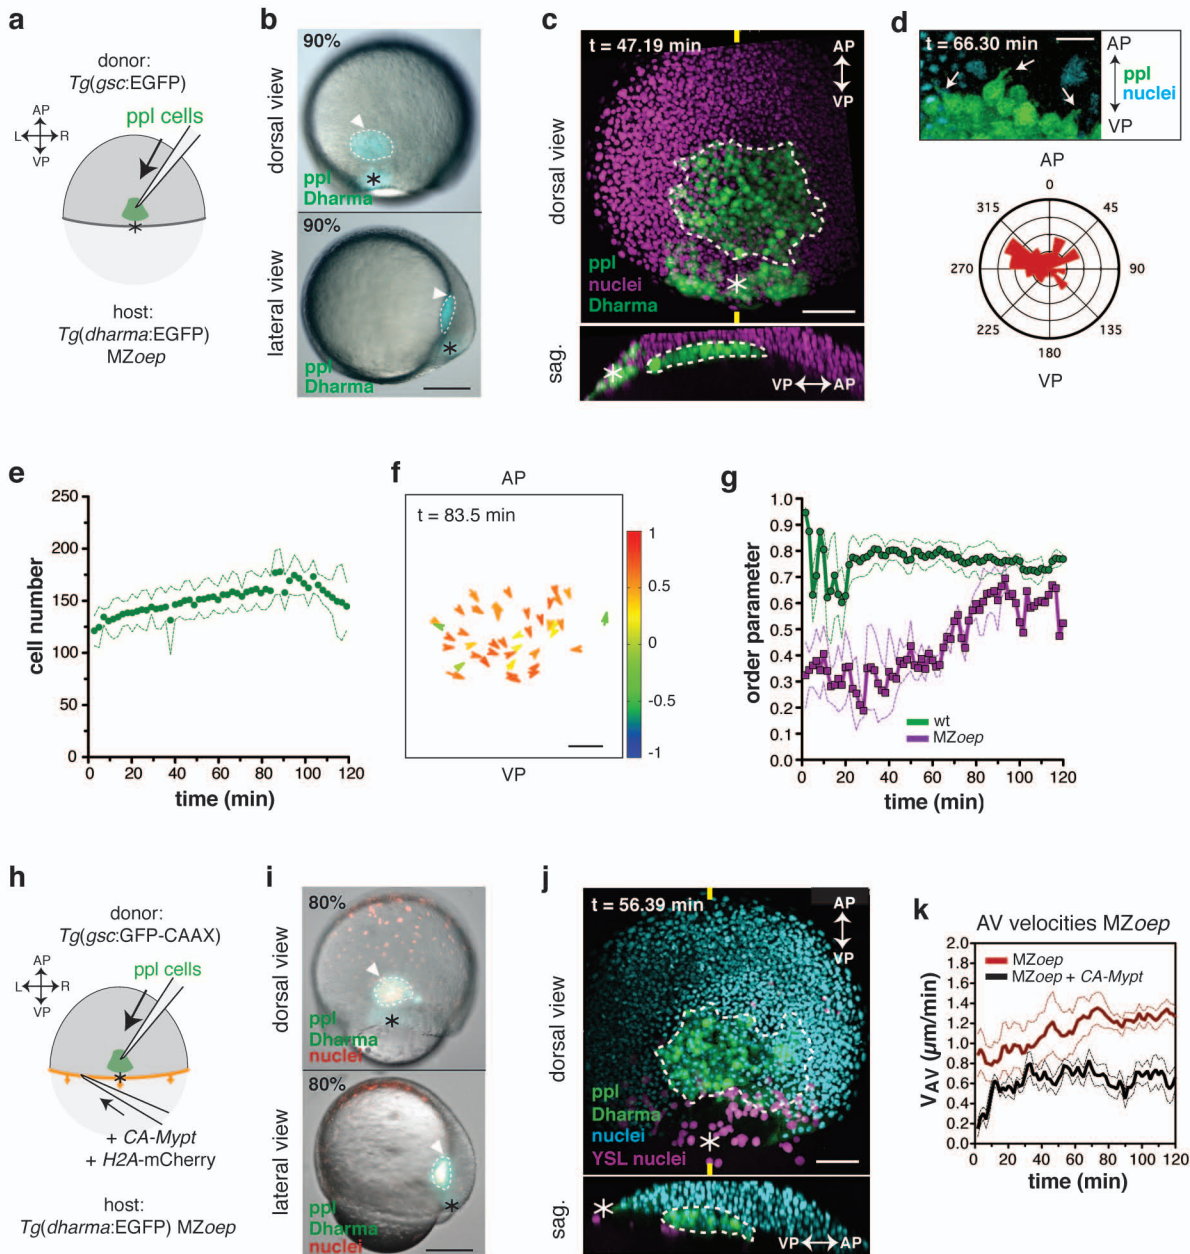 a
donor:
Tg(gsc:EGFP)
AP
L
R
VP
ppl cells
*
host:
Tg(dharma:EGFP)
MZoep
b
90%
dorsal view
ppl
Dharma
*
90%
lateral view
ppl
Dharma
*
c
t = 47.19 min
AP
VP
dorsal view
ppl
nuclei
Dharma
*
sag.
*
VP
AP
d
t = 66.30 min
AP
ppl
nuclei
VP
AP
0
315
45
270
90
225
135
180
VP
e
cell number
250
200
150
100
50
0
0
20
40
60
80
100
120
time (min)
f
AP
t = 83.5 min
1
0.5
0
-0.5
-1
VP
g
order parameter
1.0
0.9
0.8
0.7
0.6
0.5
0.4
0.3
0.2
0.1
0.0
wt
MZoep
0
20
40
60
80
100
120
time (min)
h
donor:
Tg(gsc:GFP-CAAX)
AP
L
R
VP
ppl cells
*
+ CA-Mypt
+ H2A-mCherry
host:
Tg(dharma:EGFP) MZoep
i
80%
dorsal view
*
ppl
Dharma
nuclei
80%
lateral view
*
ppl
Dharma
nuclei
j
t = 56.39 min
AP
VP
dorsal view
ppl
Dharma
nuclei
YSL nuclei
*
sag.
*
VP
AP
k
AV velocities MZoep
MZoep
MZoep + CA-Mypt
VAV (µm/min)
2.0
1.8
1.6
1.4
1.2
1.0
0.8
0.6
0.4
0.2
0.0
0
20
40
60
80
100
120
time (min)